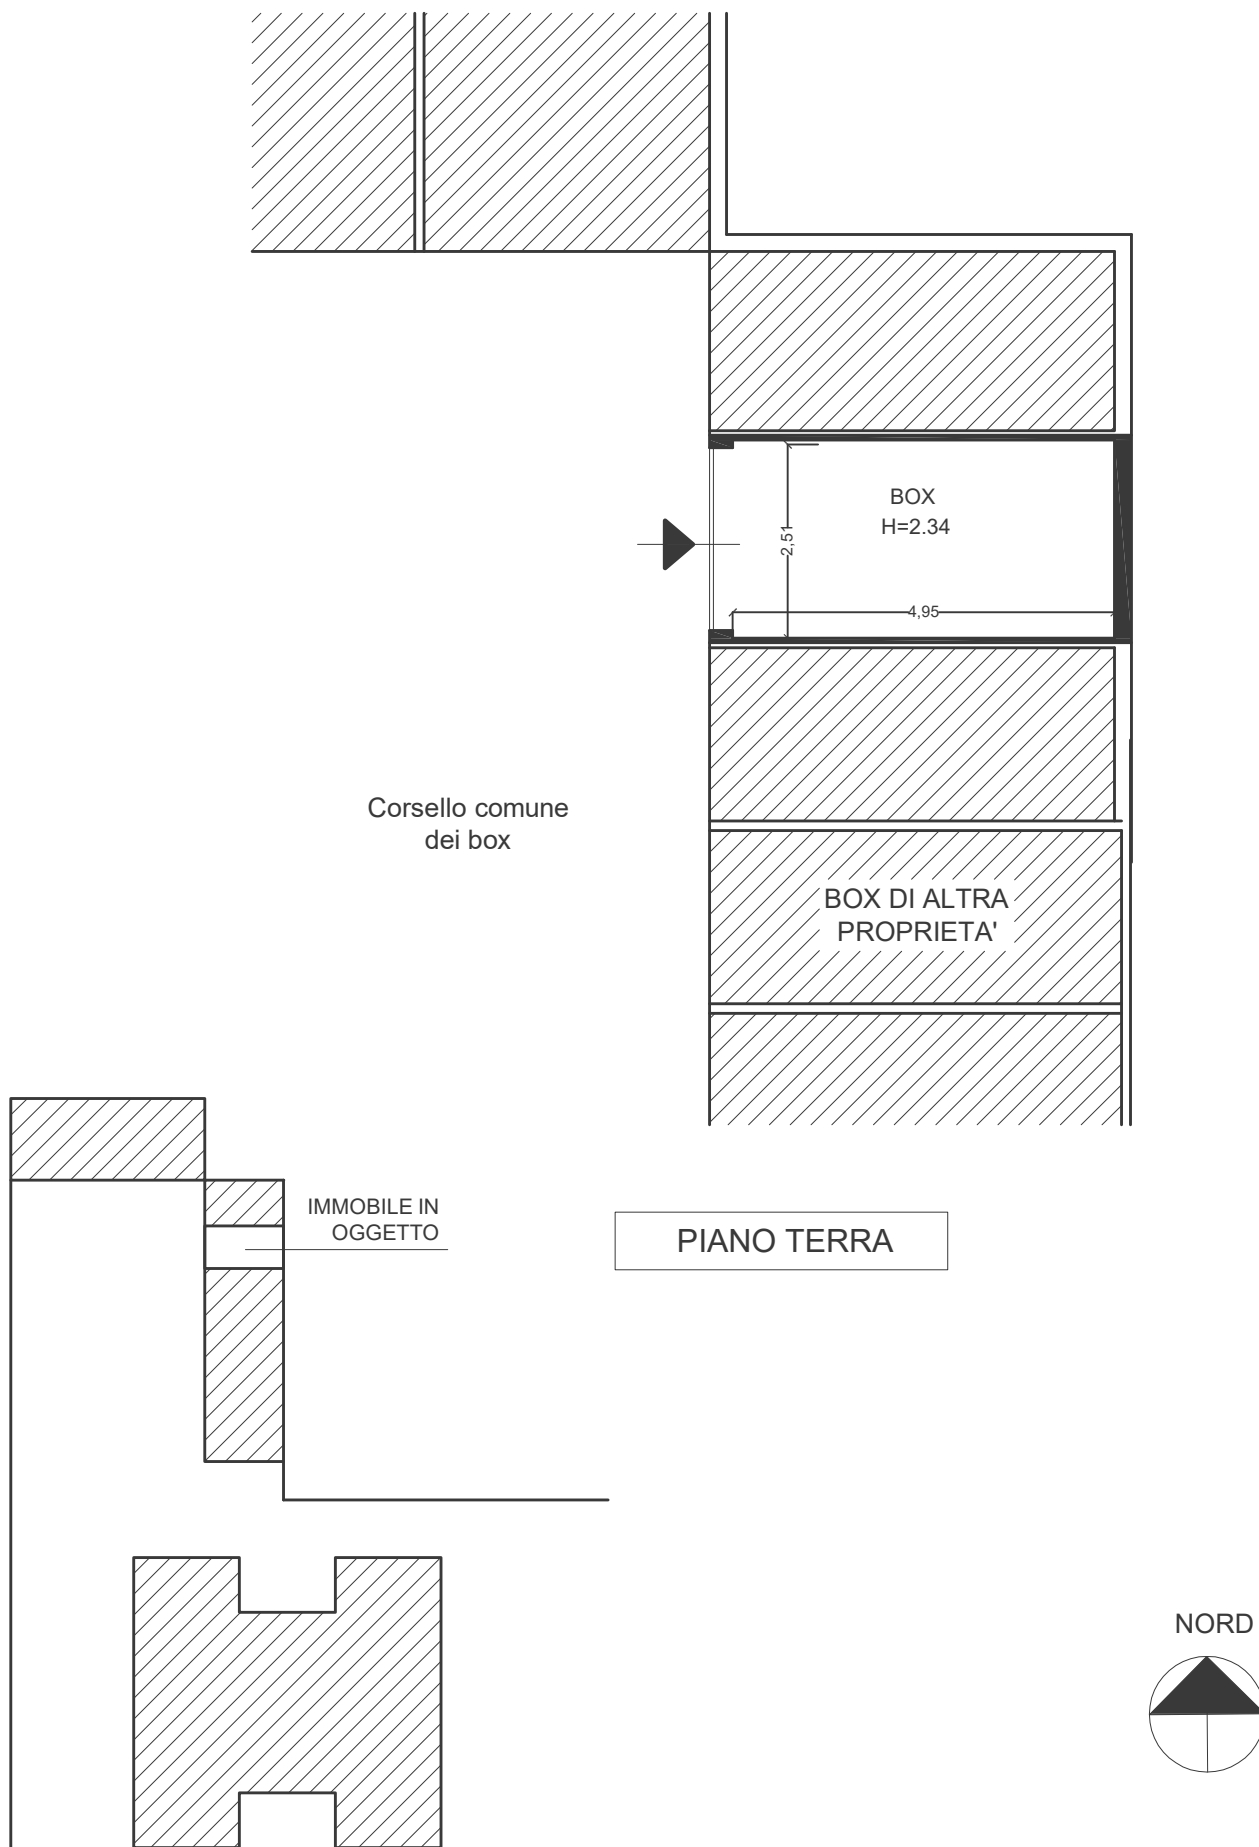 BOX
H=2.34
2,51
4,95
Corsello comune
dei box
BOX DI ALTRA
PROPRIETA'
IMMOBILE IN
OGGETTO
PIANO TERRA
NORD